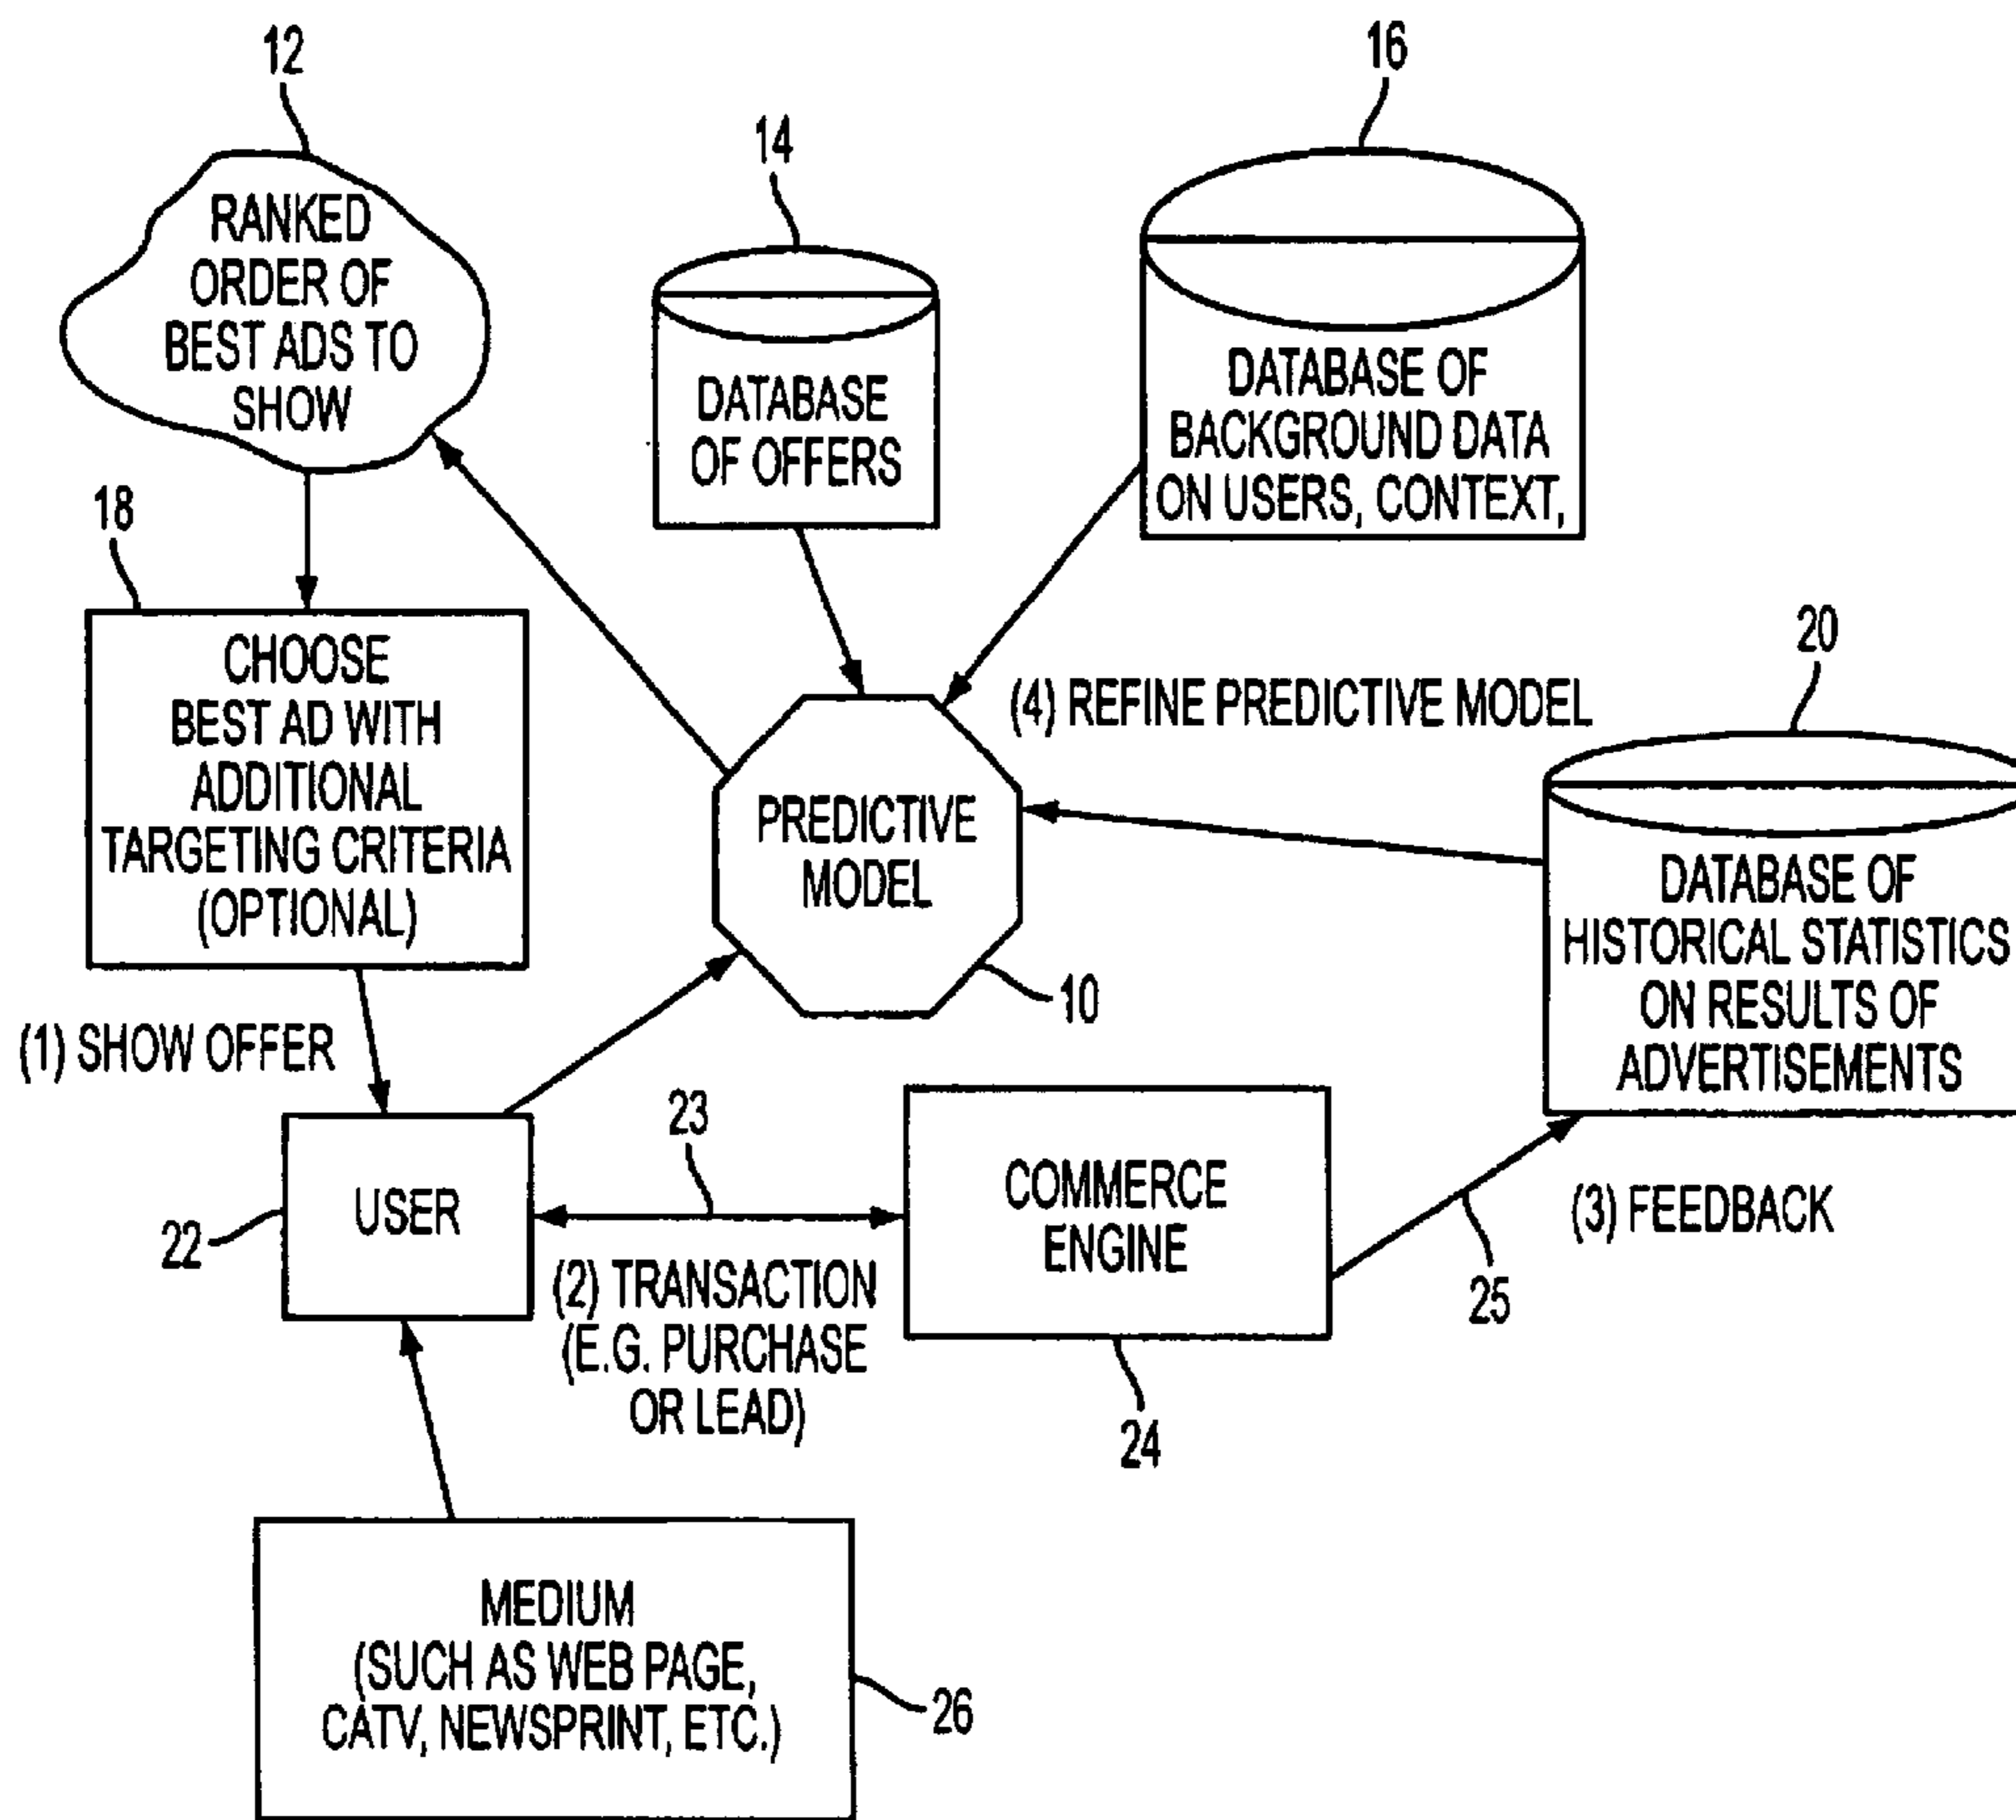 12
RANKED
ORDER OF
BEST ADS TO
SHOW
14
DATABASE
OF OFFERS
16
DATABASE OF
BACKGROUND DATA
ON USERS, CONTEXT,
18
CHOOSE
BEST AD WITH
ADDITIONAL
TARGETING CRITERIA
(OPTIONAL)
(4) REFINE PREDICTIVE MODEL
20
PREDICTIVE
MODEL
10
DATABASE OF
HISTORICAL STATISTICS
ON RESULTS OF
ADVERTISEMENTS
(1) SHOW OFFER
USER
22
23
(2) TRANSACTION
(E.G. PURCHASE
OR LEAD)
COMMERCE
ENGINE
24
25
(3) FEEDBACK
MEDIUM
(SUCH AS WEB PAGE,
CATV, NEWSPRINT, ETC.)
26